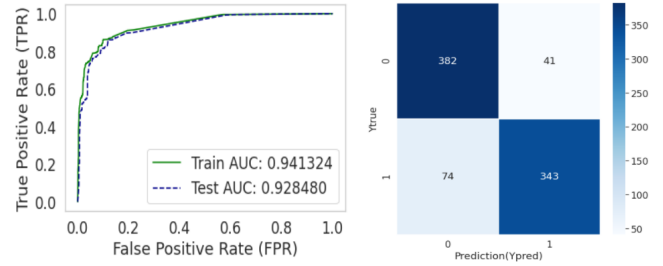 True Positive Rate (TPR)
1.0
0.8
0.6
0.4
0.2
0.0
Train AUC: 0.941324
Test AUC: 0.928480
0.0 0.2 0.4 0.6 0.8 1.0
False Positive Rate (FPR)
Ytrue
0
382 41
1
74 343
0 1
Prediction(Ypred)
350
300
250
200
150
100
50